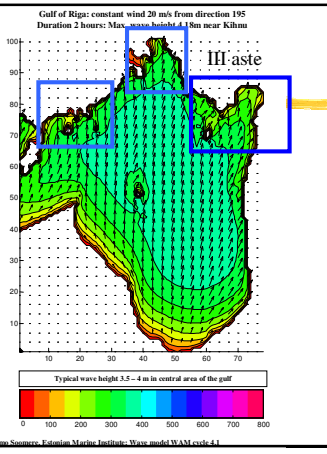 Gulf of Riga: constant wind 20 m/s from direction 195
Duration 2 hours: Max. wave height 4.18m near Kihnu
III aste
100
90
80
70
60
50
40
30
20
10
10 20 30 40 50 60 70
Typical wave height 3.5 – 4 m in central area of the gulf
0 100 200 300 400 500 600 700 800
mo Soomere, Estonian Marine Institute: Wave model WAM cycle 4.1